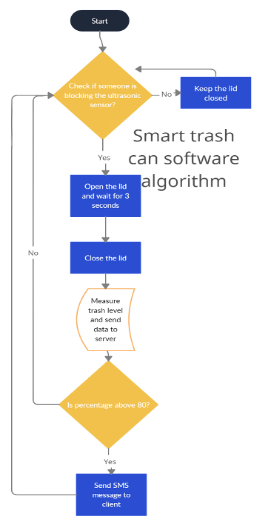 Start
Check if someone is
blocking the ultrasonic
sensor?
No
Keep the lid
closed
Smart trash
can software
algorithm
Yes
Open the lid
and wait for 3
seconds
No
Close the lid
Measure
trash level
and send
data to
server
Is percentage above 80?
Yes
Send SMS
message to
client